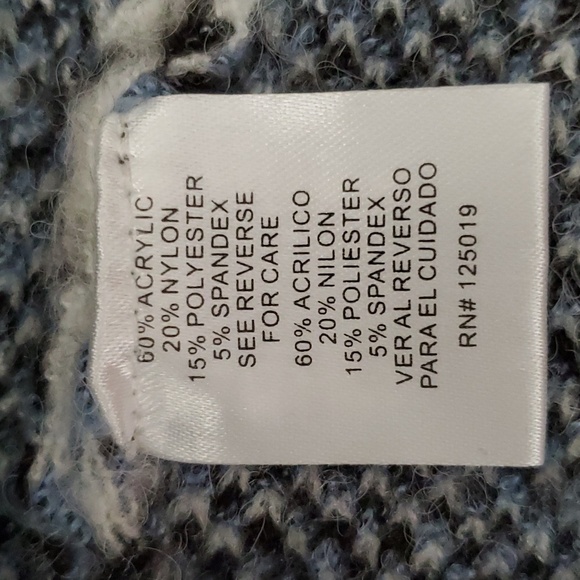 60% ACRYLIC
20% NYLON
15% POLYESTER
5% SPANDEX
SEE REVERSE
FOR CARE
60% ACRILICO
20% NILON
15% POLIESTER
5% SPANDEX
VER AL REVERSO
PARA EL CUIDADO
RN# 125019